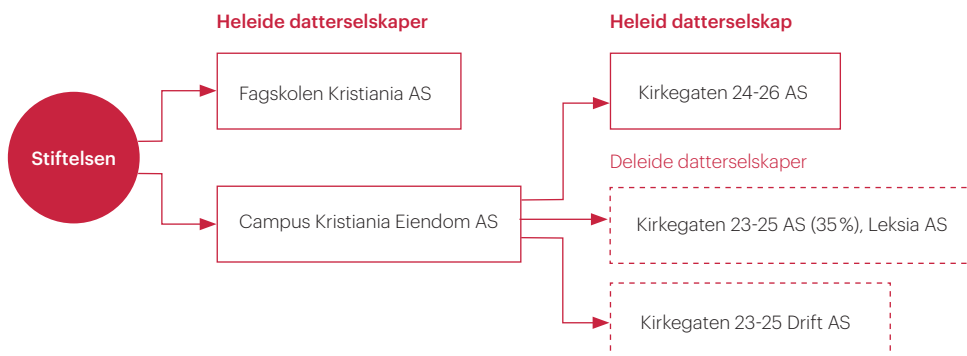 Heleide datterselskaper
Heleid datterselskap
Fagskolen Kristiania AS
Kirkegaten 24-26 AS
Stiftelsen
Deleide datterselskaper
Campus Kristiania Eiendom AS
Kirkegaten 23-25 AS (35 %), Leksia AS
Kirkegaten 23-25 Drift AS